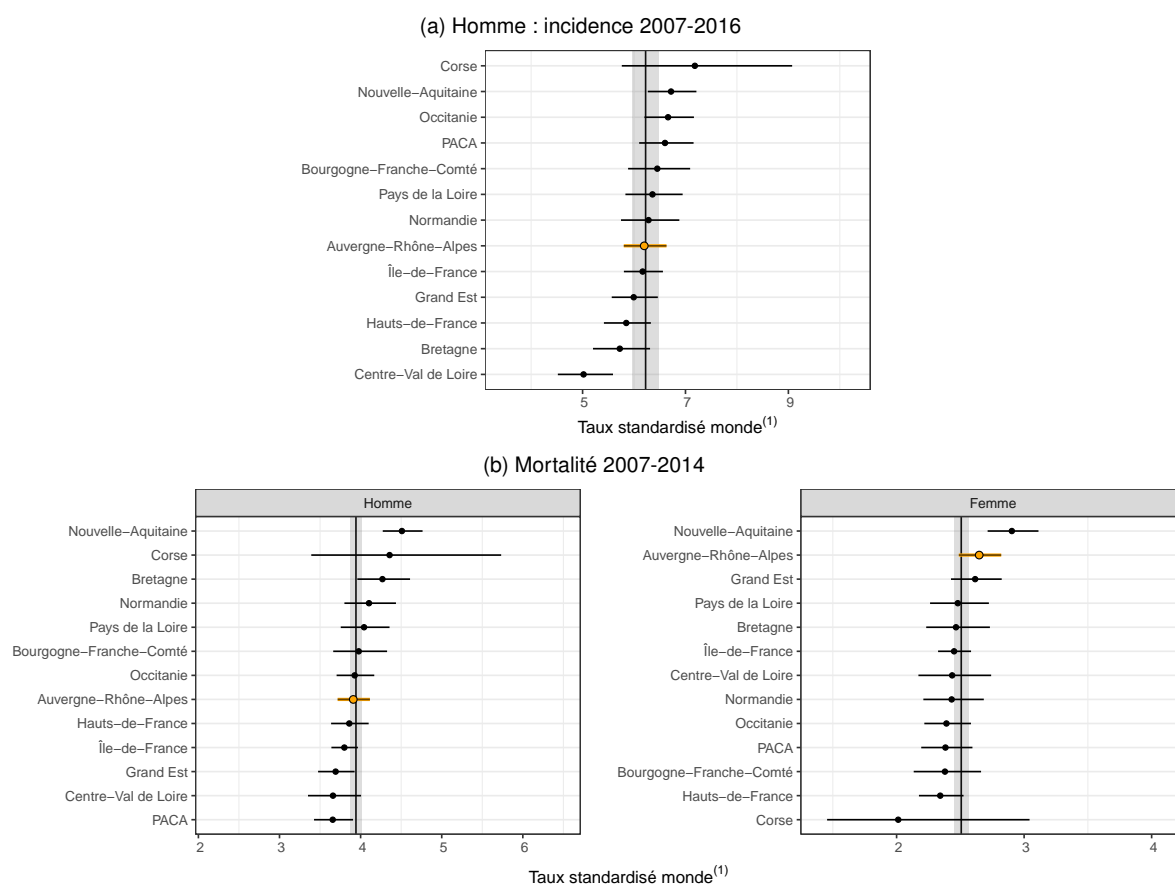 (a) Homme : incidence 2007-2016
Corse
Nouvelle−Aquitaine
Occitanie
PACA
Bourgogne−Franche−Comté
Pays de la Loire
Normandie
Auvergne−Rhône−Alpes
Île−de−France
Grand Est
Hauts−de−France
Bretagne
Centre−Val de Loire
5 7 9
Taux standardisé monde(1)
(b) Mortalité 2007-2014
Homme
Nouvelle−Aquitaine
Corse
Bretagne
Normandie
Pays de la Loire
Bourgogne−Franche−Comté
Occitanie
Auvergne−Rhône−Alpes
Hauts−de−France
Île−de−France
Grand Est
Centre−Val de Loire
PACA
2 3 4 5 6
Femme
Nouvelle−Aquitaine
Auvergne−Rhône−Alpes
Grand Est
Pays de la Loire
Bretagne
Île−de−France
Centre−Val de Loire
Normandie
Occitanie
PACA
Bourgogne−Franche−Comté
Hauts−de−France
Corse
2 3 4
Taux standardisé monde(1)